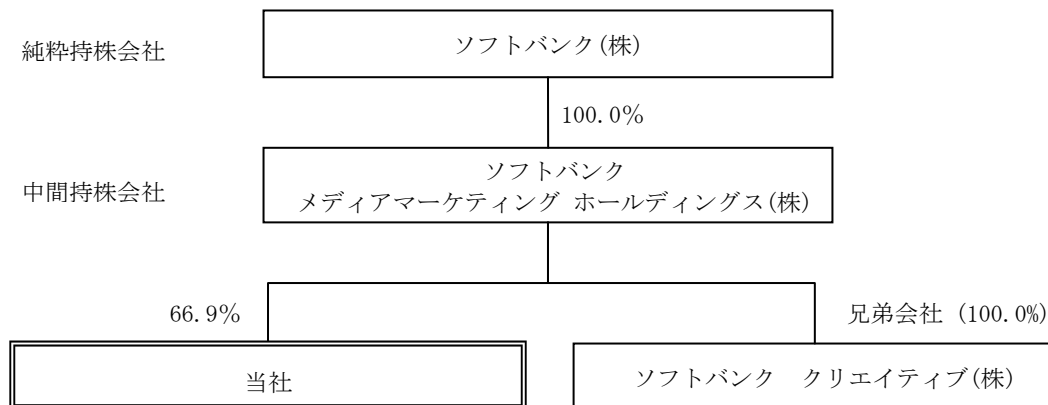 純粋持株会社
ソフトバンク(株)
100.0%
中間持株会社
ソフトバンク
メディアマーケティング ホールディングス(株)
66.9%
兄弟会社 (100.0%)
当社
ソフトバンク クリエイティブ(株)